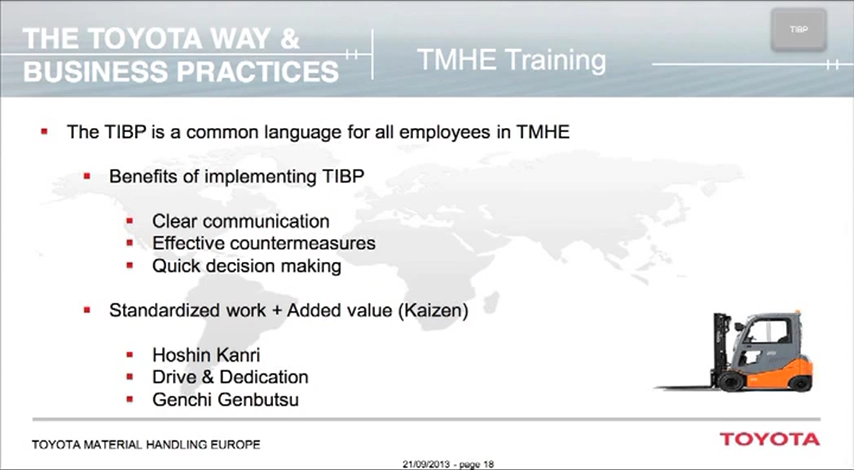 THE TOYOTA WAY &
BUSINESS PRACTICES
TMHE Training
TIBP
▪ The TIBP is a common language for all employees in TMHE
▪ Benefits of implementing TIBP
▪ Clear communication
▪ Effective countermeasures
▪ Quick decision making
▪ Standardized work + Added value (Kaizen)
▪ Hoshin Kanri
▪ Drive & Dedication
▪ Genchi Genbutsu
TOYOTA MATERIAL HANDLING EUROPE
TOYOTA
21/09/2013 - page 18